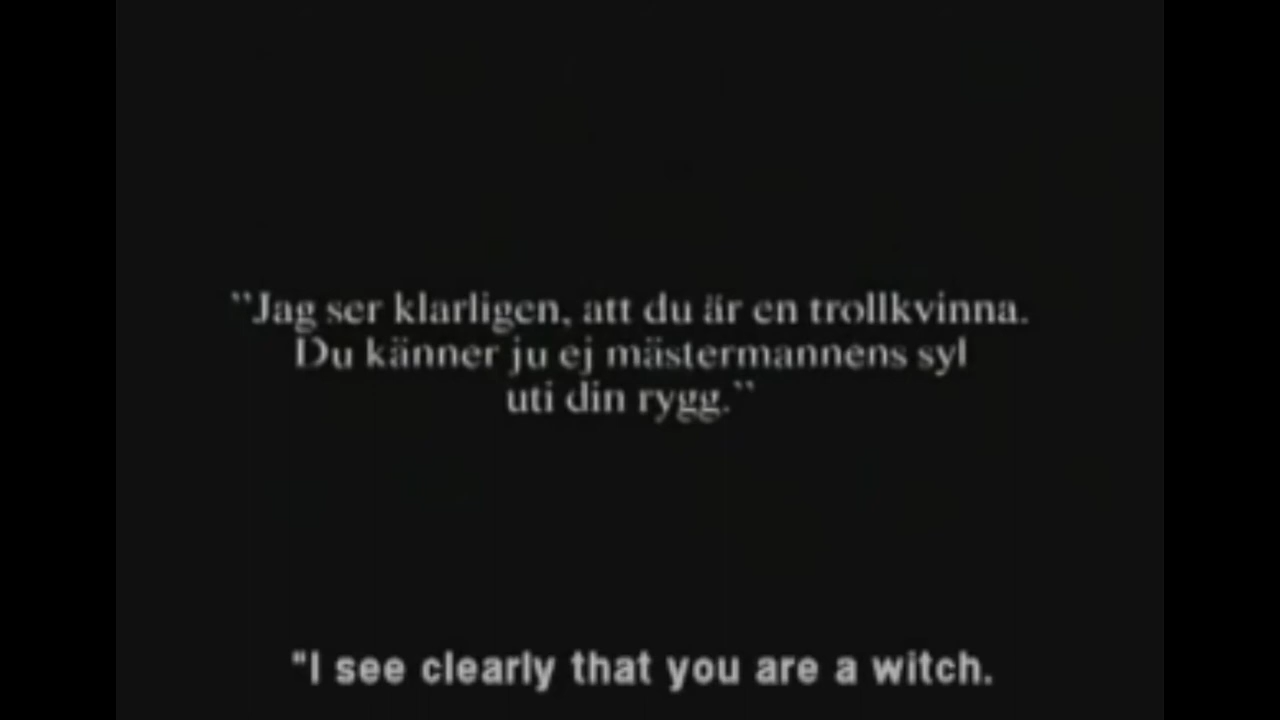 "Jag ser klarligen, att du är en trollkvinna.
Du känner ju ej mästermannens syl
uti din rygg."
"I see clearly that you are a witch.